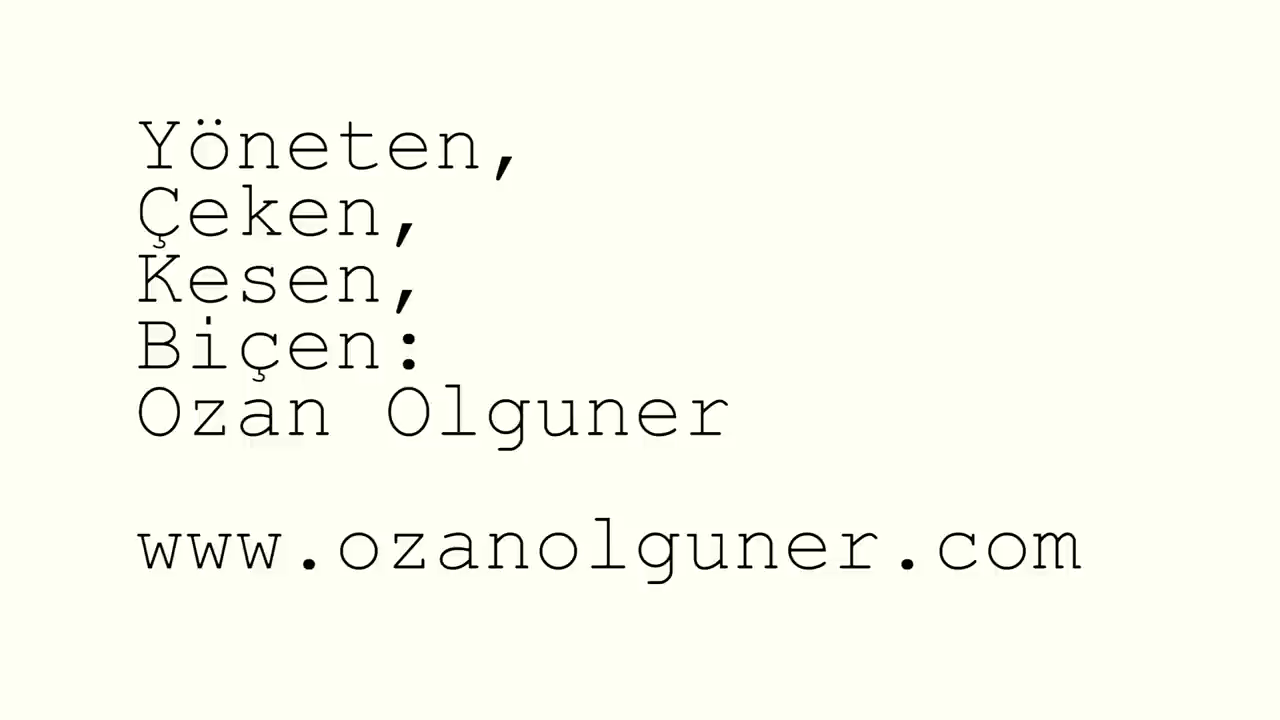 Yöneten,
Çeken,
Kesen,
Biçen:
Ozan Olguner
www.ozanolguner.com